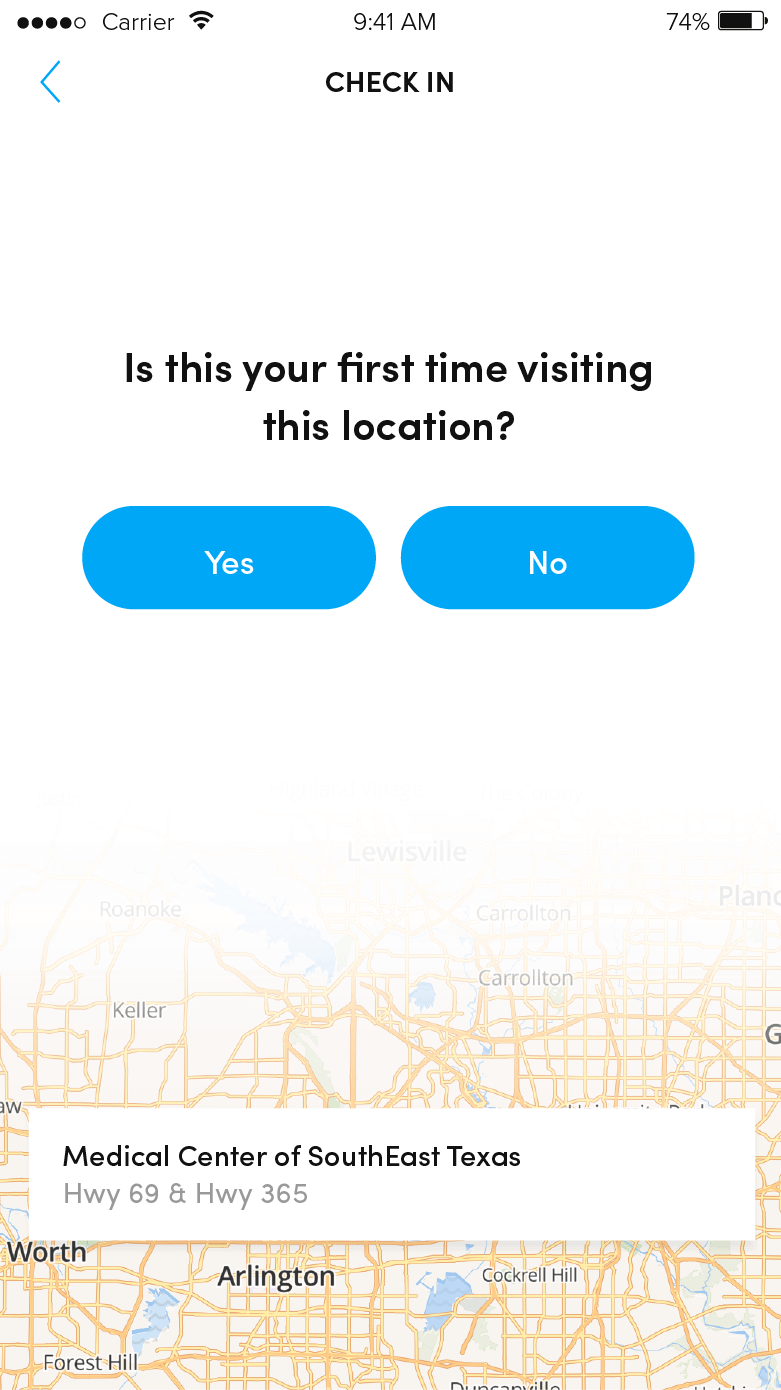 Carrier 9:41 AM 74%
CHECK IN
Is this your first time visiting
this location?
Yes No
Lewisville
Plano
Roanoke Carrollton
Carrollton
Keller
G
aw
Medical Center of SouthEast Texas
Hwy 69 & Hwy 365
Worth
Arlington Cockrell Hill
Forest Hill
Duncanville